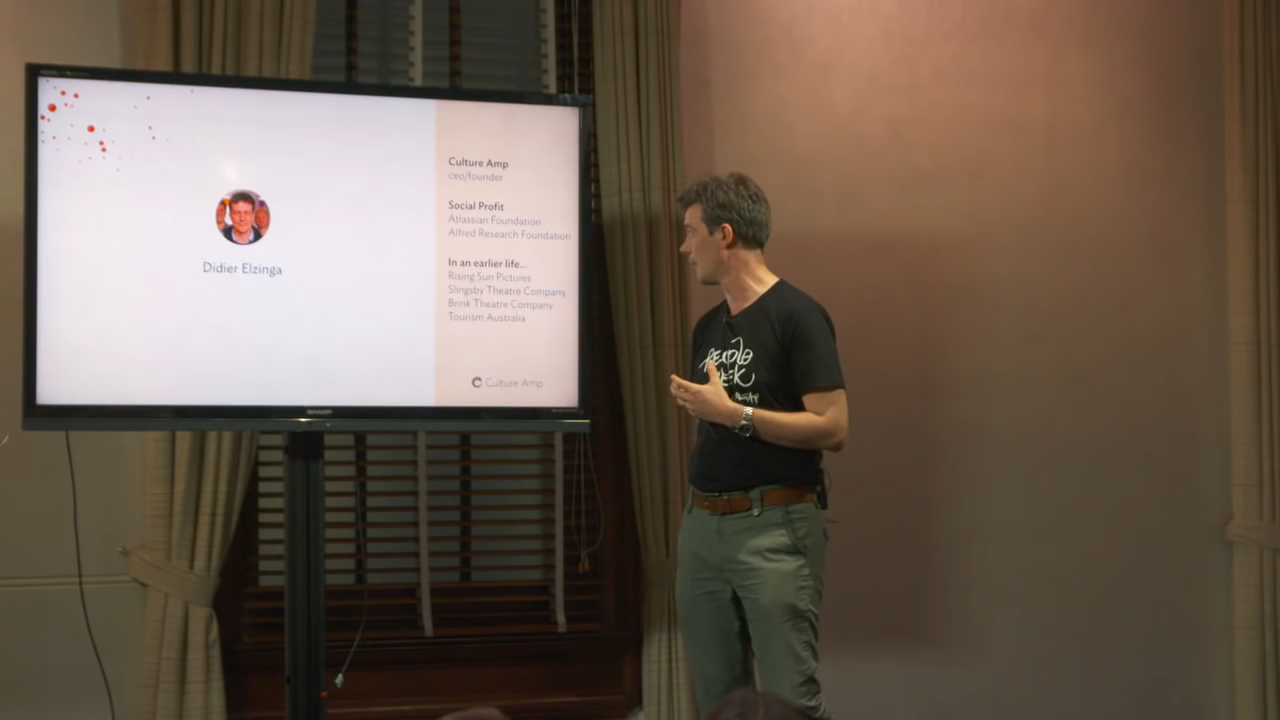 Didier Elzinga
Culture Amp
ceo/founder
Social Profit
Atlassian Foundation
Alfred Research Foundation
In an earlier life...
Rising Sun Pictures
Slingsby Theatre Company
Brink Theatre Company
Tourism Australia
Culture Amp
SHARP